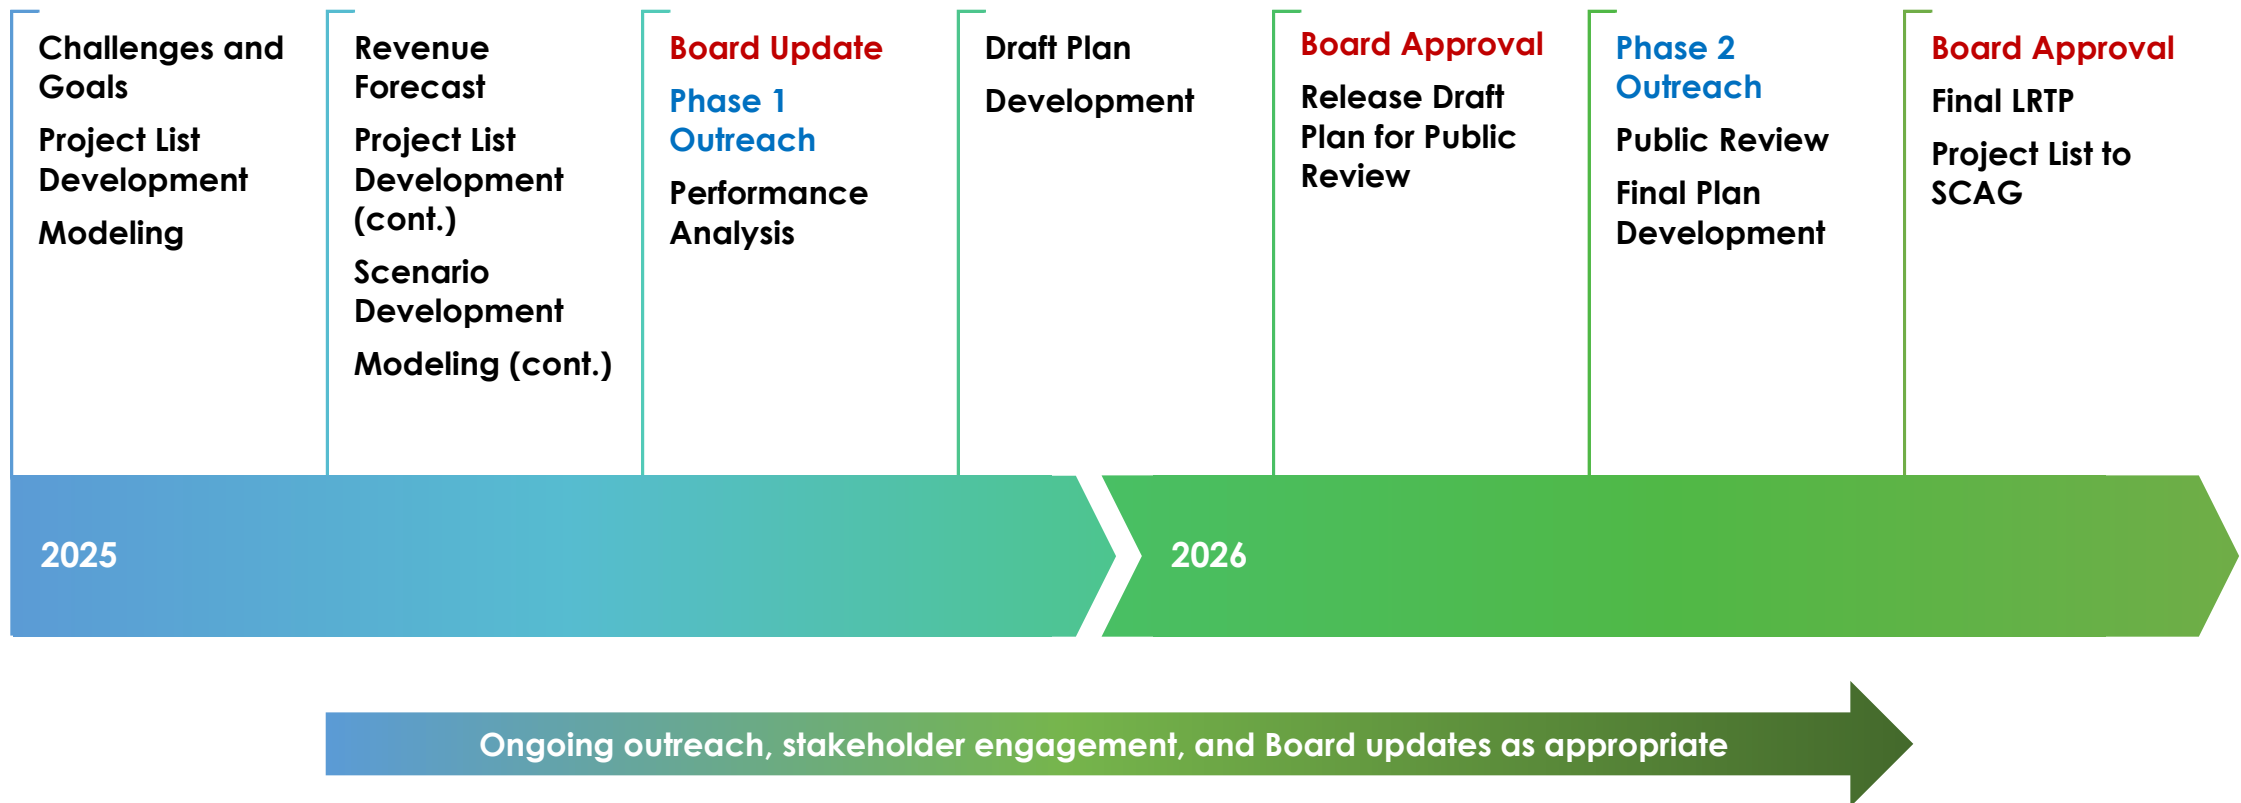 Challenges and
Goals
Project List
Development
Modeling
Revenue
Forecast
Project List
Development
(cont.)
Scenario
Development
Modeling (cont.)
Board Update
Phase 1
Outreach
Performance
Analysis
Draft Plan
Development
Board Approval
Release Draft
Plan for Public
Review
Phase 2
Outreach
Public Review
Final Plan
Development
Board Approval
Final LRTP
Project List to
SCAG
2025
2026
Ongoing outreach, stakeholder engagement, and Board updates as appropriate